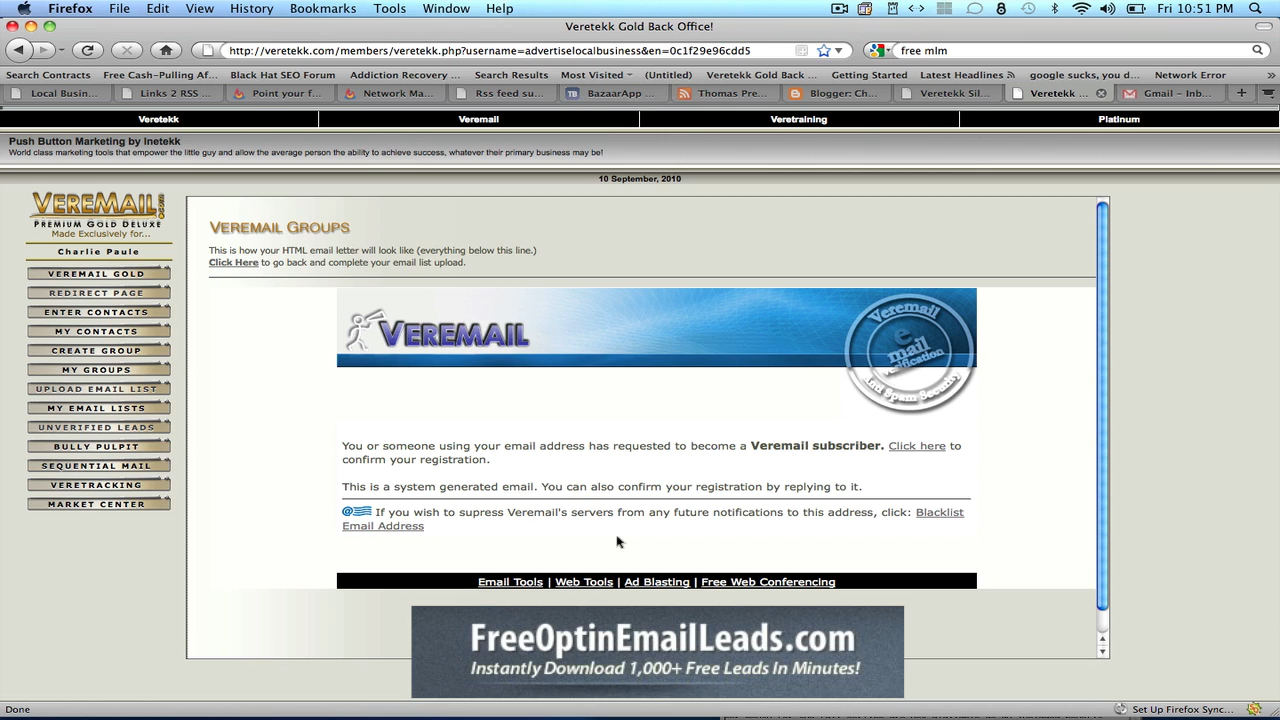 Firefox File Edit View History Bookmarks Tools Window Help Fri 10:51 PM
Veretekk Gold Back Office!
http://veretekk.com/members/veretekk.php?username=advertiselocalbusiness&en=0c1f29e96cdd5 free mlm
Search Contracts Free Cash-Pulling Af... Black Hat SEO Forum Addiction Recovery ... Search Results Most Visited (Untitled) Veretekk Gold Back ... Getting Started Latest Headlines google sucks, you d... Network Error »
Local Busin... Links 2 RSS ... Point your f... Network Ma... Rss feed su... TB BazaarApp ... Thomas Pre... Blogger: Ch... Veretekk Sil... Veretekk ... Gmail – Inb...
Veretekk Veremail Veretraining Platinum
Push Button Marketing by Inetekk
World class marketing tools that empower the little guy and allow the average person the ability to achieve success, whatever their primary business may be!
10 September, 2010
VEREMAIL.com
PREMIUM GOLD DELUXE
Made Exclusively for...
Charlie Paule
VEREMAIL GOLD
REDIRECT PAGE
ENTER CONTACTS
MY CONTACTS
CREATE GROUP
MY GROUPS
UPLOAD EMAIL LIST
MY EMAIL LISTS
UNVERIFIED LEADS
BULLY PULPIT
SEQUENTIAL MAIL
VERETRACKING
MARKET CENTER
VEREMAIL GROUPS
This is how your HTML email letter will look like (everything below this line.)
Click Here to go back and complete your email list upload.
VEREMAIL
Veremail
e
mail
verification
Anti Spam Security
You or someone using your email address has requested to become a Veremail subscriber. Click here to
confirm your registration.
This is a system generated email. You can also confirm your registration by replying to it.
If you wish to supress Veremail's servers from any future notifications to this address, click: Blacklist
Email Address
Email Tools | Web Tools | Ad Blasting | Free Web Conferencing
FreeOptinEmailLeads.com
Instantly Download 1,000+ Free Leads In Minutes!
Done Set Up Firefox Sync...